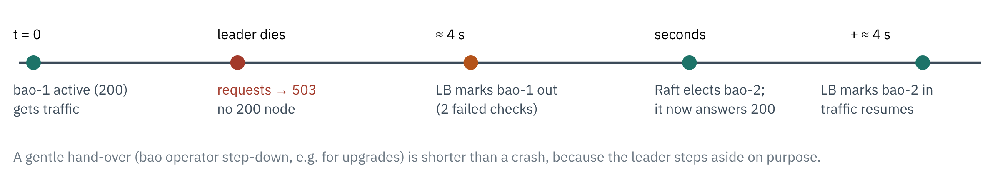 t = 0
leader dies
≈ 4 s
seconds
+ ≈ 4 s
bao-1 active (200)
gets traffic
requests → 503
no 200 node
LB marks bao-1 out
(2 failed checks)
Raft elects bao-2;
it now answers 200
LB marks bao-2 in
traffic resumes
A gentle hand-over (bao operator step-down, e.g. for upgrades) is shorter than a crash, because the leader steps aside on purpose.